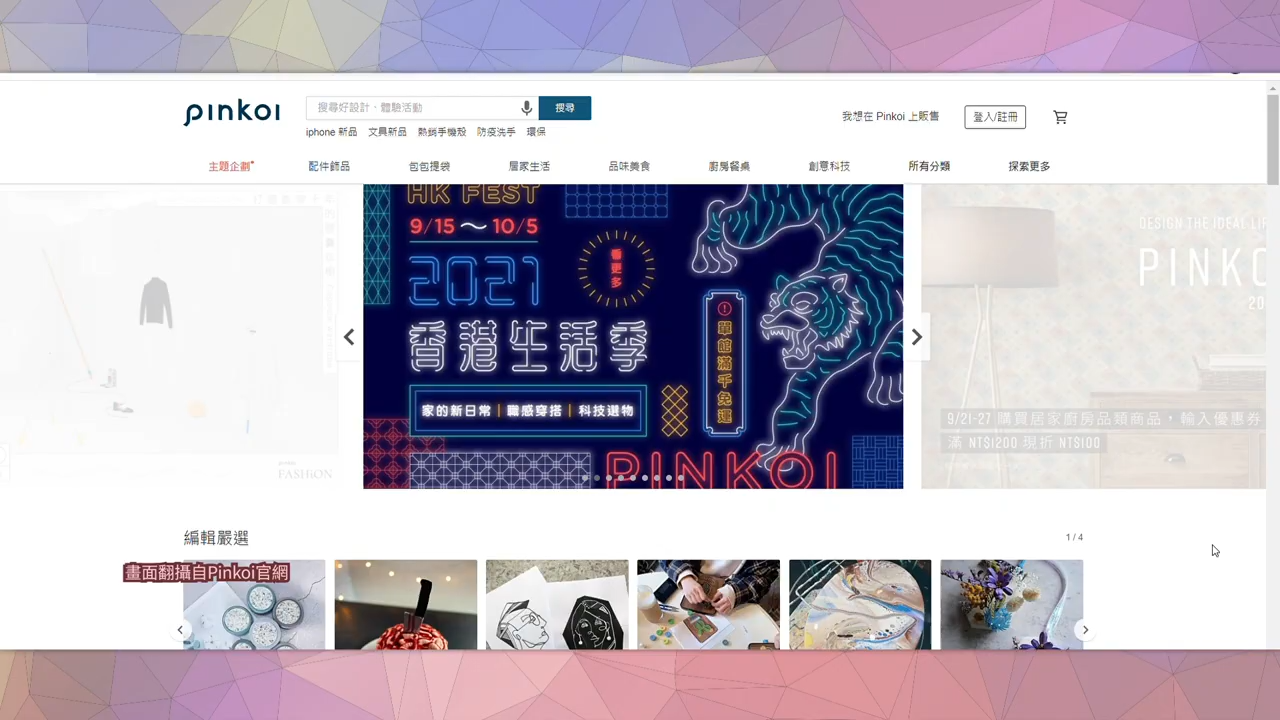 pinkoi
搜尋好設計、體驗活動
搜尋
我想在 Pinkoi 上販售
登入/註冊
iphone 新品 文具新品 熱銷手機殼 防疫洗手 環保
主題企劃
配件飾品
包包提袋
居家生活
品味美食
廚房餐桌
創意科技
所有分類
探索更多
HK FEST
9/15～10/5
2021
看更多
香港生活季
單館滿千免運
家的新日常|職感穿搭|科技選物
PINKOI
FASHION
DESIGN THE IDEAL LIF
PINKO
20
9/21-27 購買居家廚房品類商品，輸入優惠券
滿 NT$1200 現折 NT$100
編輯嚴選
1 / 4
畫面翻攝自Pinkoi官網